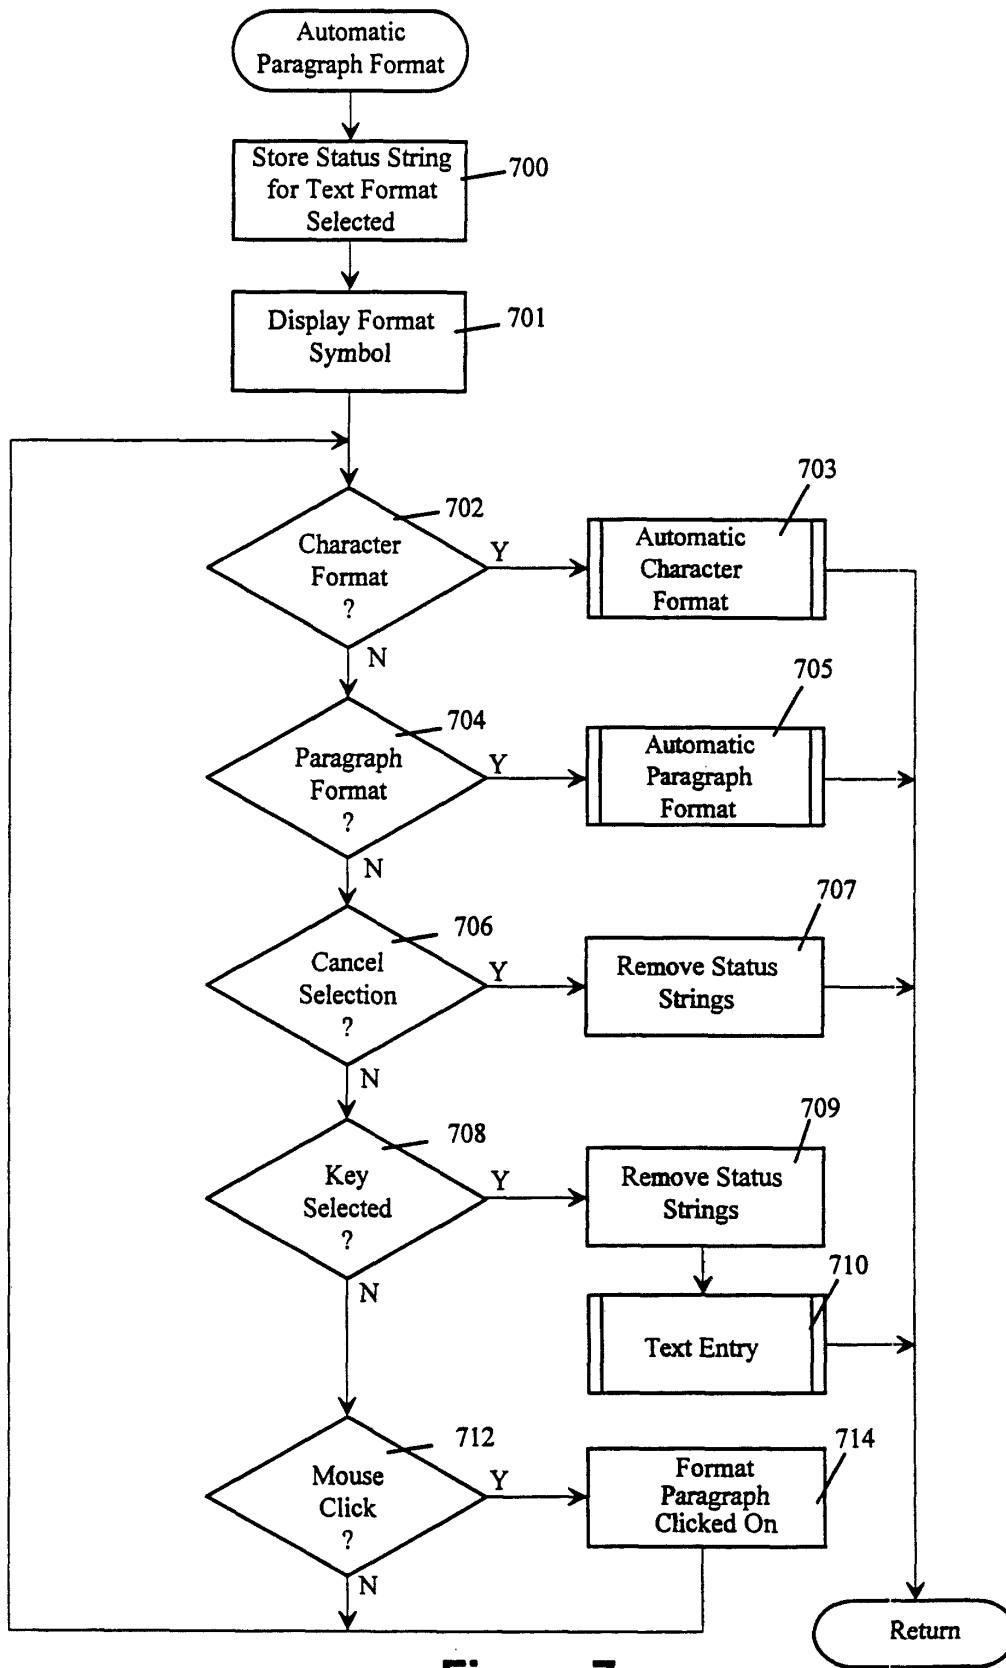 Automatic
Paragraph Format
Store Status String
for Text Format
Selected
700
Display Format
Symbol
701
702
Character
Format
?
Y
N
703
Automatic
Character
Format
704
Paragraph
Format
?
Y
N
705
Automatic
Paragraph
Format
706
Cancel
Selection
?
Y
N
707
Remove Status
Strings
708
Key
Selected
?
Y
N
709
Remove Status
Strings
710
Text Entry
712
Mouse
Click
?
Y
N
714
Format
Paragraph
Clicked On
Return